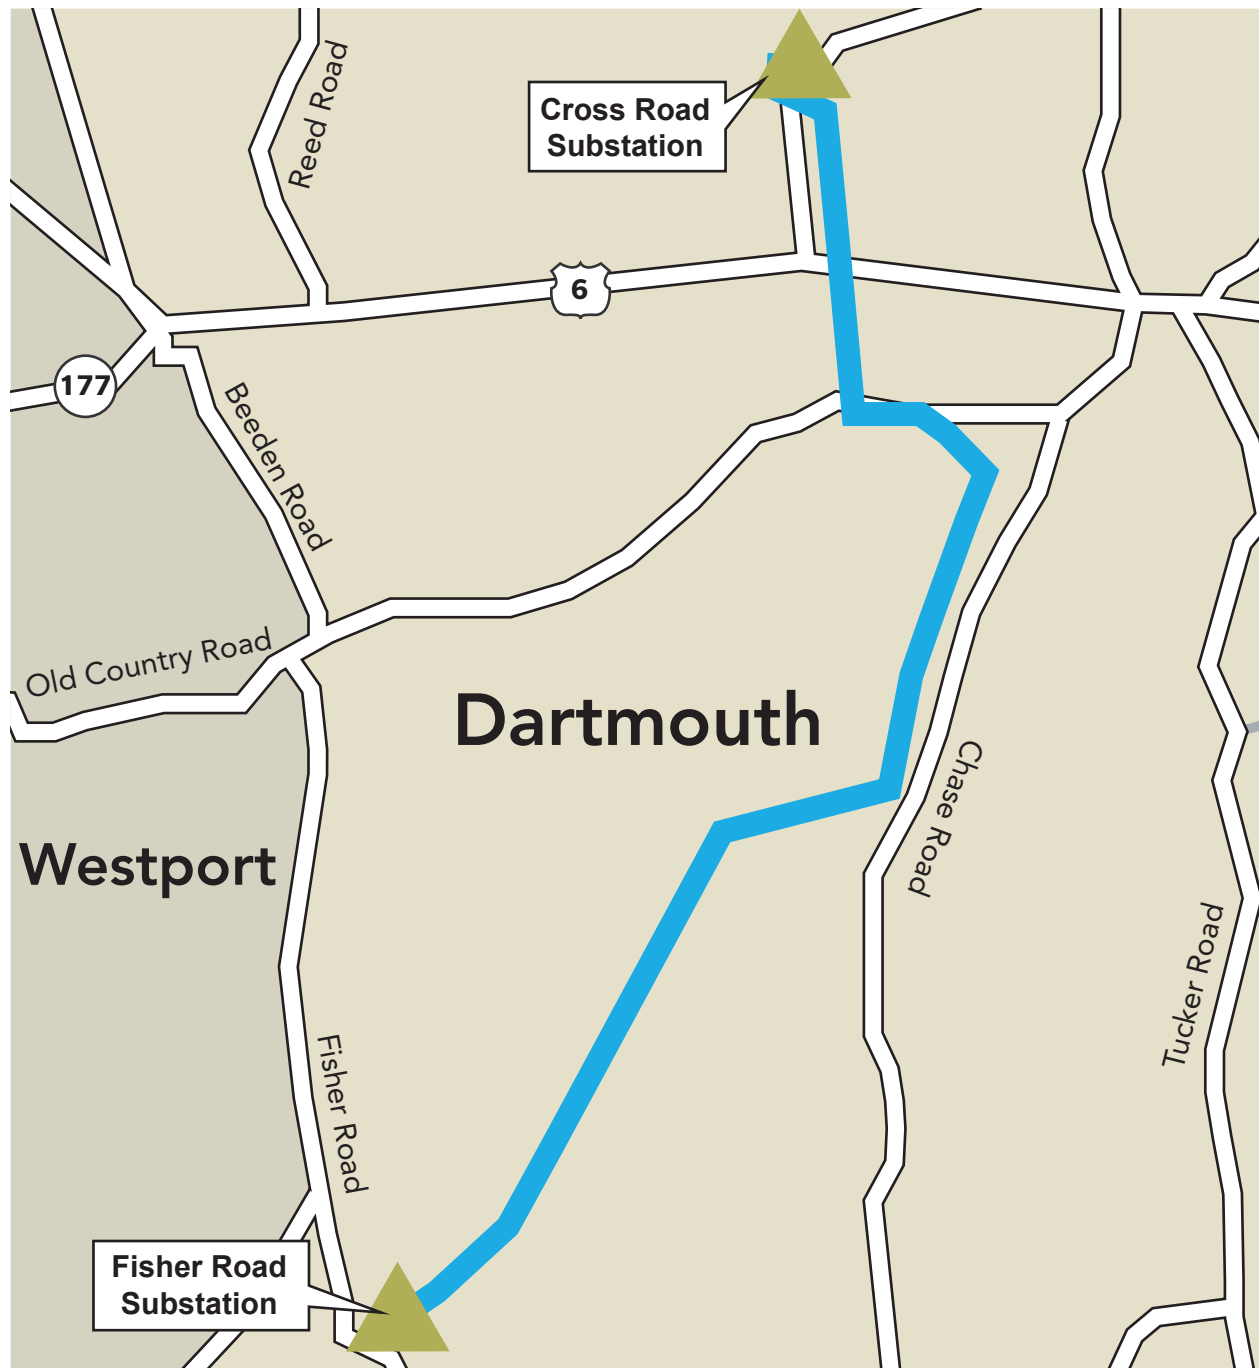 Reed Road
Cross Road
Substation
6
177
Beeden Road
Old Country Road
Dartmouth
Chase Road
Westport
Tucker Road
Fisher Road
Fisher Road
Substation